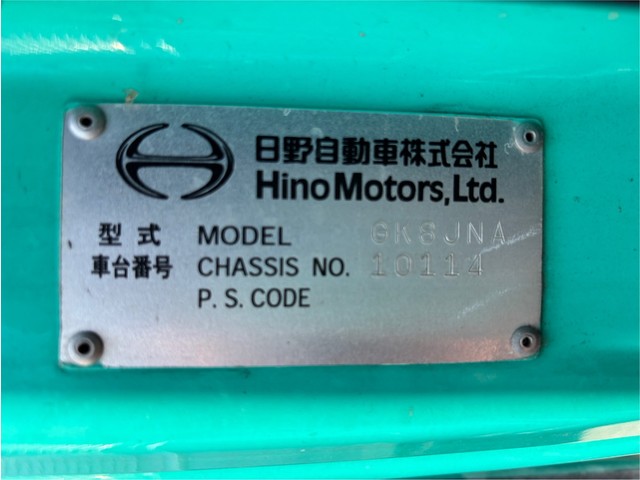 日野自動車株式会社
Hino Motors, Ltd.
型式 MODEL GK8JNA
車台番号 CHASSIS NO. 10114
P. S. CODE